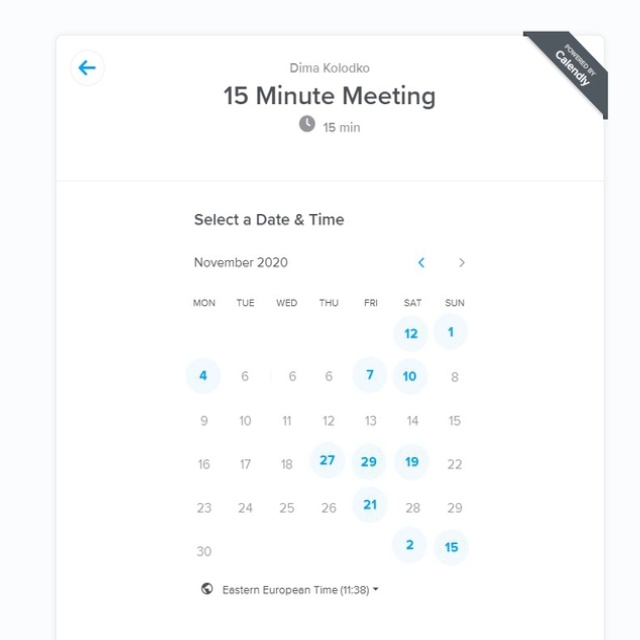 POWERED BY
Calendly
Dima Kolodko
15 Minute Meeting
15 min
Select a Date & Time
November 2020
MON TUE WED THU FRI SAT SUN
12 1
4 6 6 6 7 10 8
9 10 11 12 13 14 15
16 17 18 27 29 19 22
23 24 25 26 21 28 29
30 2 15
Eastern European Time (11:38)